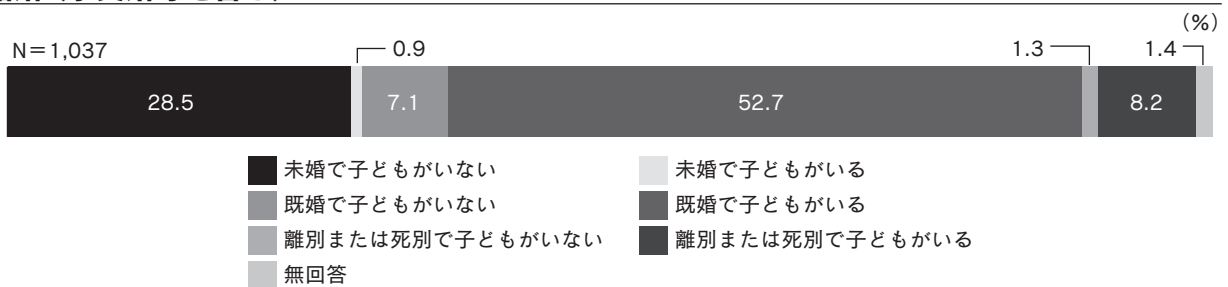 (%)
N＝1,037
0.9
1.3
1.4
28.5
7.1
52.7
8.2
未婚で子どもがいない
未婚で子どもがいる
既婚で子どもがいない
既婚で子どもがいる
離別または死別で子どもがいない
離別または死別で子どもがいる
無回答